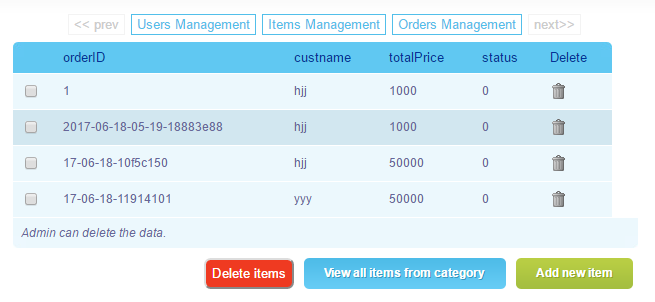 << prev Users Management Items Management Orders Management next>>
orderID custname totalPrice status Delete
1 hjj 1000 0
2017-06-18-05-19-18883e88 hjj 1000 0
17-06-18-10f5c150 hjj 50000 0
17-06-18-11914101 yyy 50000 0
Admin can delete the data.
Delete items View all items from category Add new item